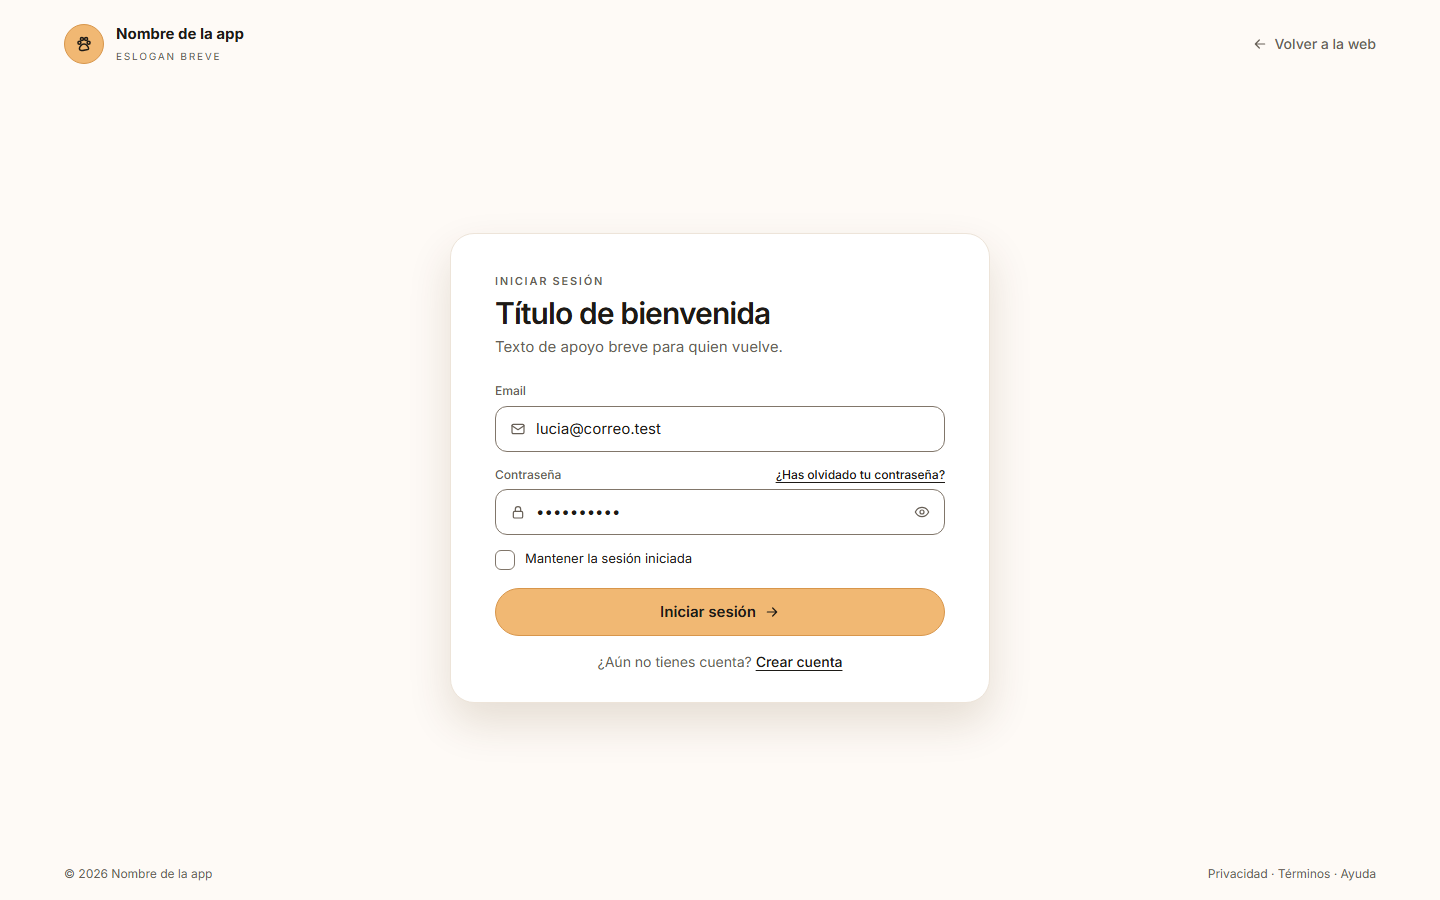 Nombre de la app
ESLOGAN BREVE
Volver a la web
INICIAR SESIÓN
Título de bienvenida
Texto de apoyo breve para quien vuelve.
Email
lucia@correo.test
Contraseña
¿Has olvidado tu contraseña?
••••••••••
Mantener la sesión iniciada
Iniciar sesión
¿Aún no tienes cuenta? Crear cuenta
© 2026 Nombre de la app
Privacidad · Términos · Ayuda